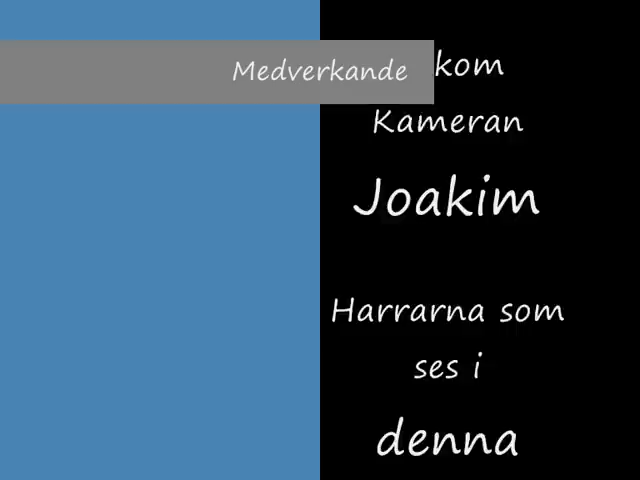 Medverkande
kom
Kameran
Joakim
Harrarna som
ses i
denna